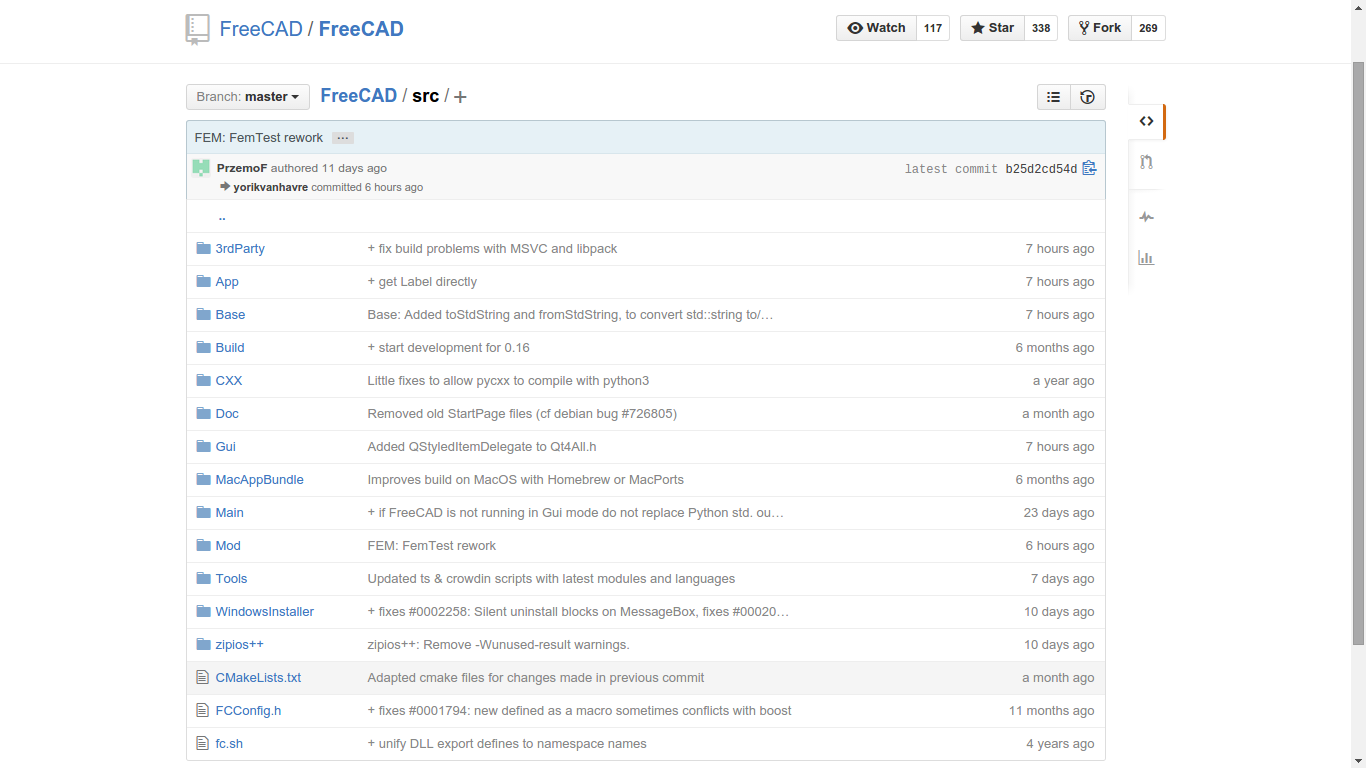 FreeCAD / FreeCAD
Watch 117 Star 338 Fork 269
Branch: master FreeCAD / src / +
FEM: FemTest rework ...
PrzemoF authored 11 days ago latest commit b25d2cd54d
yorikvanhavre committed 6 hours ago
..
3rdParty + fix build problems with MSVC and libpack 7 hours ago
App + get Label directly 7 hours ago
Base Base: Added toStdString and fromStdString, to convert std::string to/… 7 hours ago
Build + start development for 0.16 6 months ago
CXX Little fixes to allow pycxx to compile with python3 a year ago
Doc Removed old StartPage files (cf debian bug #726805) a month ago
Gui Added QStyledItemDelegate to Qt4All.h 7 hours ago
MacAppBundle Improves build on MacOS with Homebrew or MacPorts 6 months ago
Main + if FreeCAD is not running in Gui mode do not replace Python std. ou… 23 days ago
Mod FEM: FemTest rework 6 hours ago
Tools Updated ts & crowdin scripts with latest modules and languages 7 days ago
WindowsInstaller + fixes #0002258: Silent uninstall blocks on MessageBox, fixes #00020… 10 days ago
zipios++ zipios++: Remove -Wunused-result warnings. 10 days ago
CMakeLists.txt Adapted cmake files for changes made in previous commit a month ago
FCConfig.h + fixes #0001794: new defined as a macro sometimes conflicts with boost 11 months ago
fc.sh + unify DLL export defines to namespace names 4 years ago